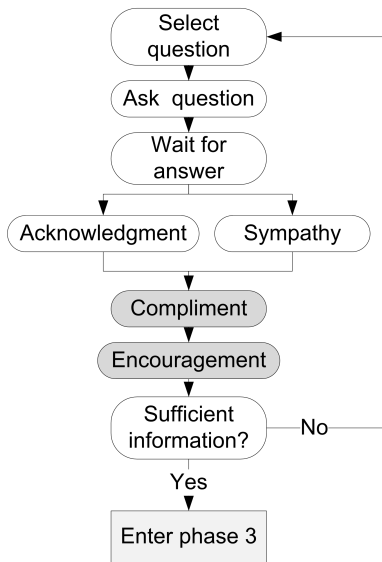 Select
question
Ask question
Wait for
answer
Acknowledgment
Sympathy
Compliment
Encouragement
Sufficient
information?
No
Yes
Enter phase 3